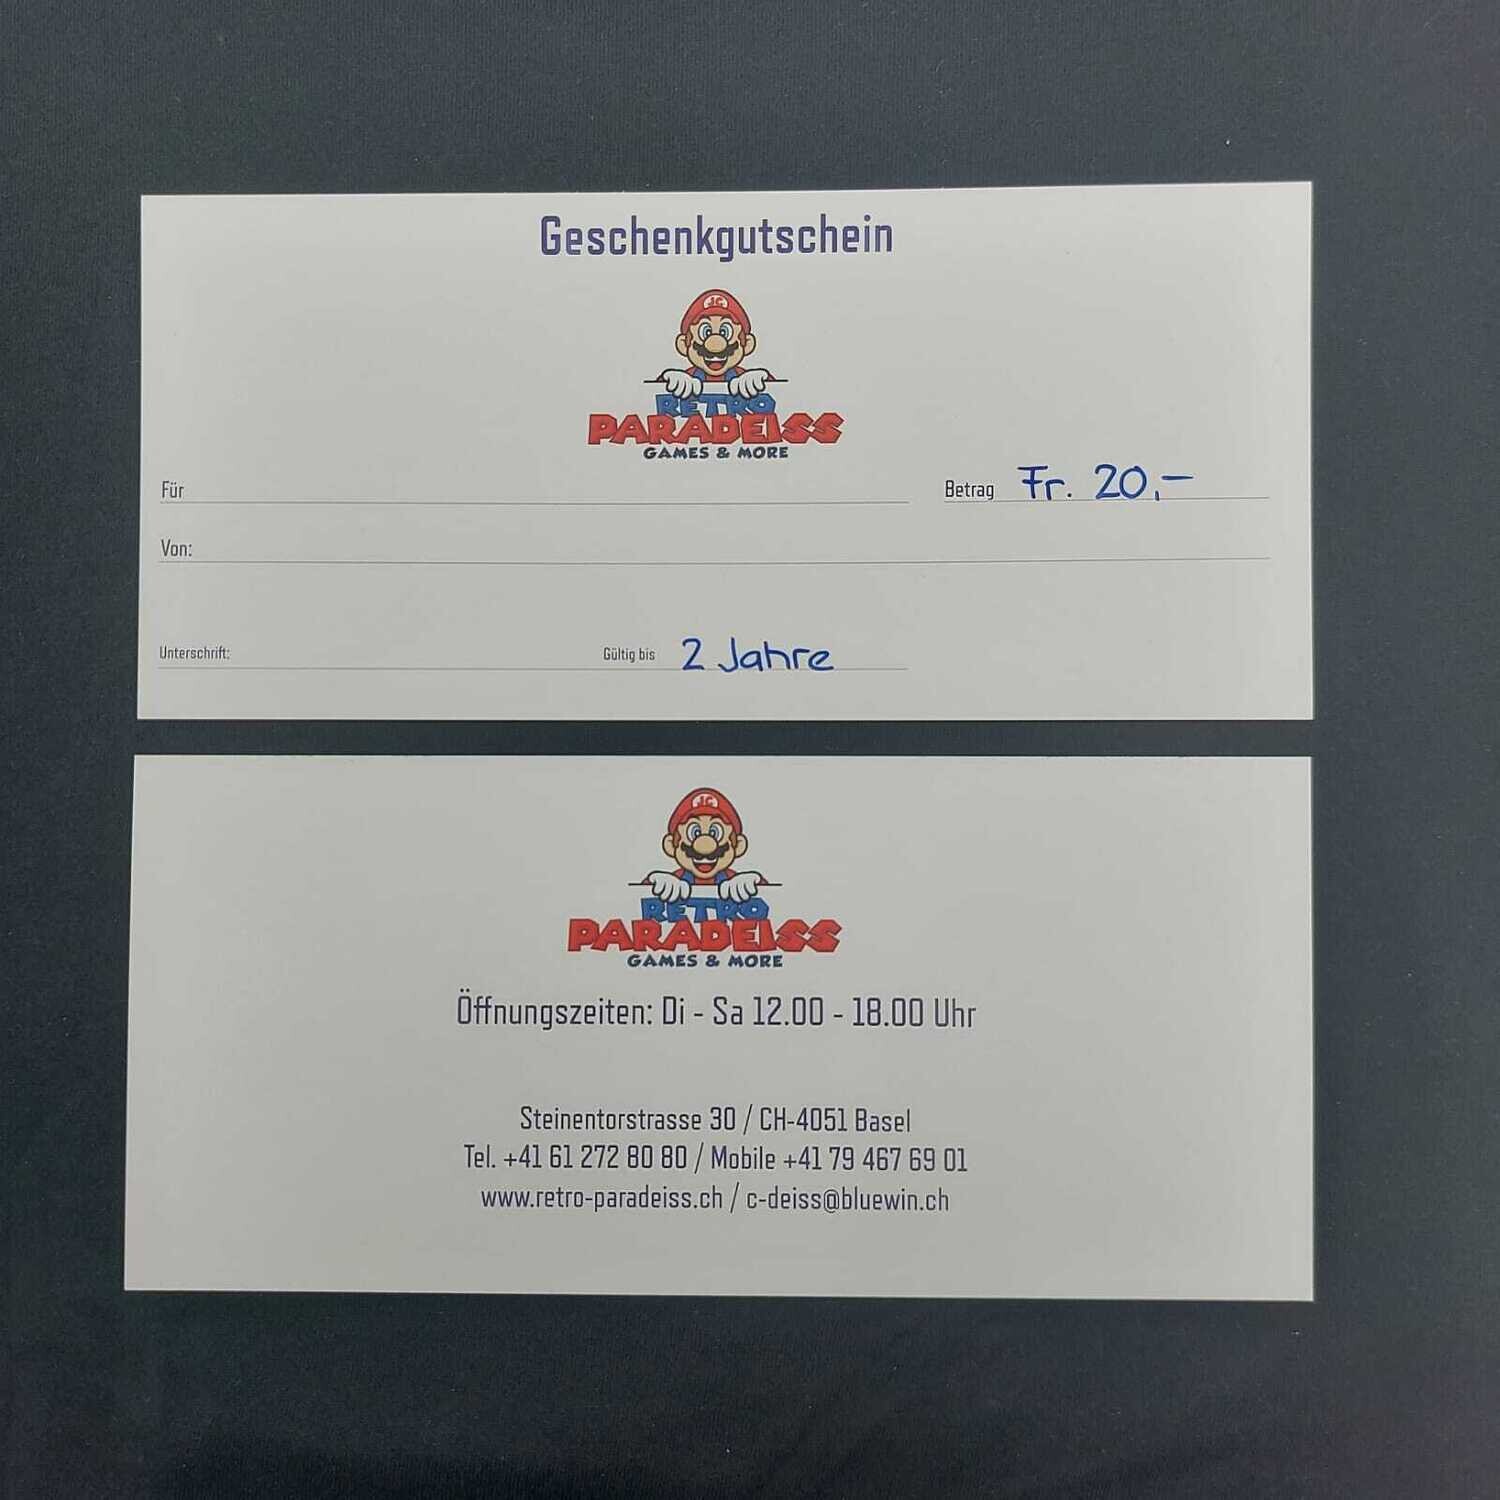 Geschenkgutschein
JG
RETRO
PARADEISS
GAMES & MORE
Für
Betrag Fr. 20,–
Von:
Unterschrift:
Gültig bis 2 Jahre
JG
RETRO
PARADEISS
GAMES & MORE
Öffnungszeiten: Di - Sa 12.00 - 18.00 Uhr
Steinentorstrasse 30 / CH-4051 Basel
Tel. +41 61 272 80 80 / Mobile +41 79 467 69 01
www.retro-paradeiss.ch / c-deiss@bluewin.ch